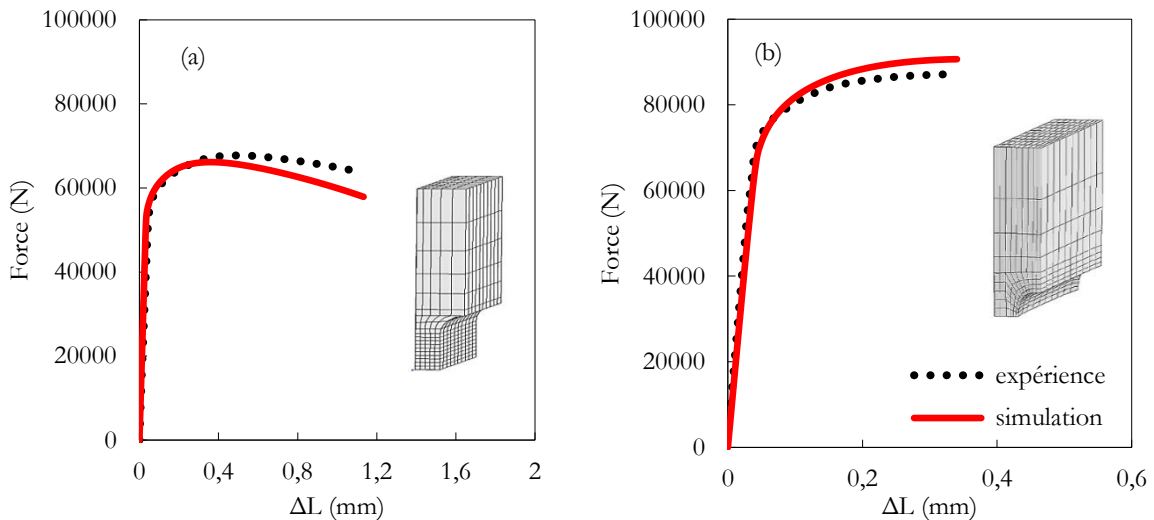 (a)
Force (N)
100000
80000
60000
40000
20000
0
0 0,4 0,8 1,2 1,6 2
ΔL (mm)
(b)
Force (N)
100000
80000
60000
40000
20000
0
expérience
simulation
0 0,2 0,4 0,6
ΔL (mm)